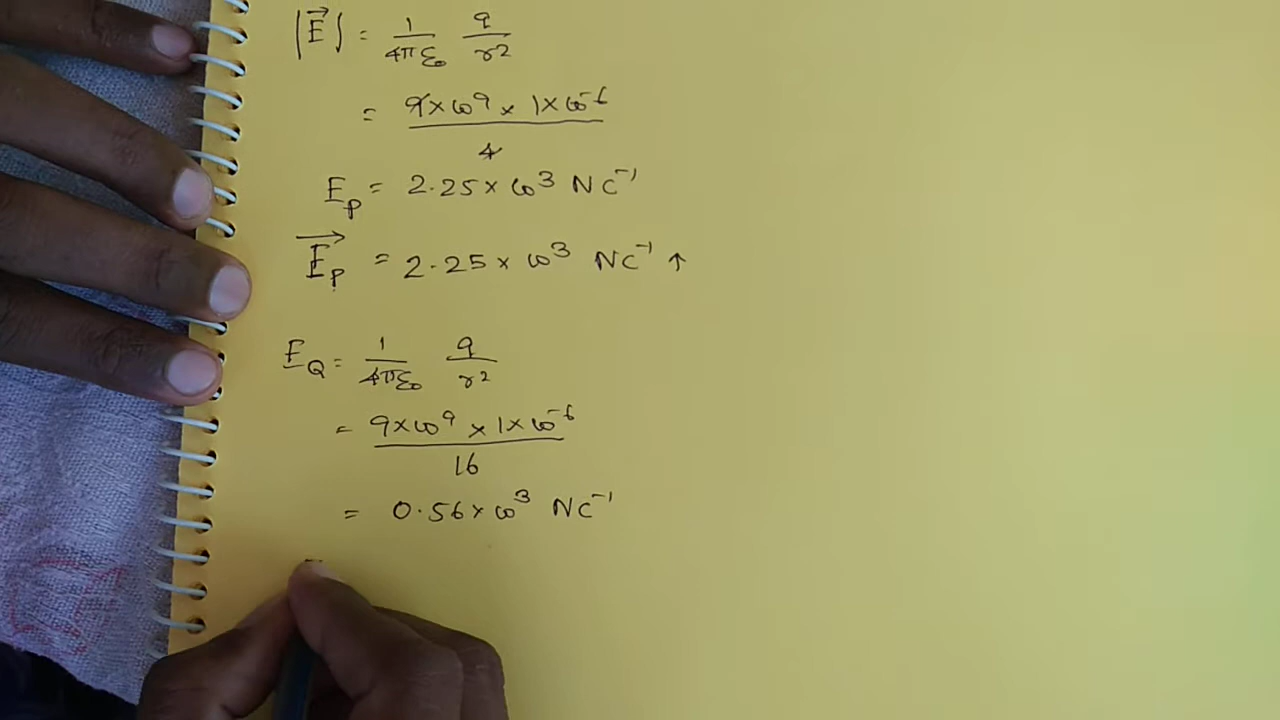 |E⃗| = 1/4πε₀ q/r²
= 9×10⁹ × 1×10⁻⁶ / 4
E_P = 2.25×10³ NC⁻¹
E⃗_P = 2.25×10³ NC⁻¹ ↑
E_Q = 1/4πε₀ q/r²
= 9×10⁹ × 1×10⁻⁶ / 16
= 0.56×10³ NC⁻¹